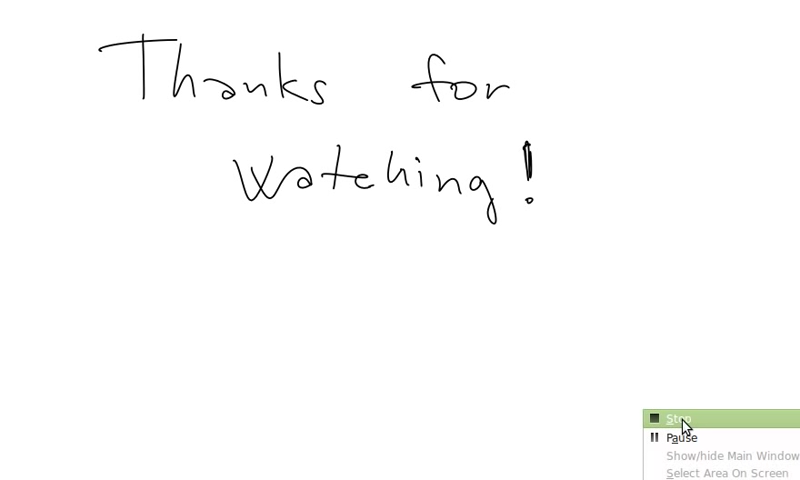 Thanks for
Watching!
Stop
Pause
Show/hide Main Window
Select Area On Screen